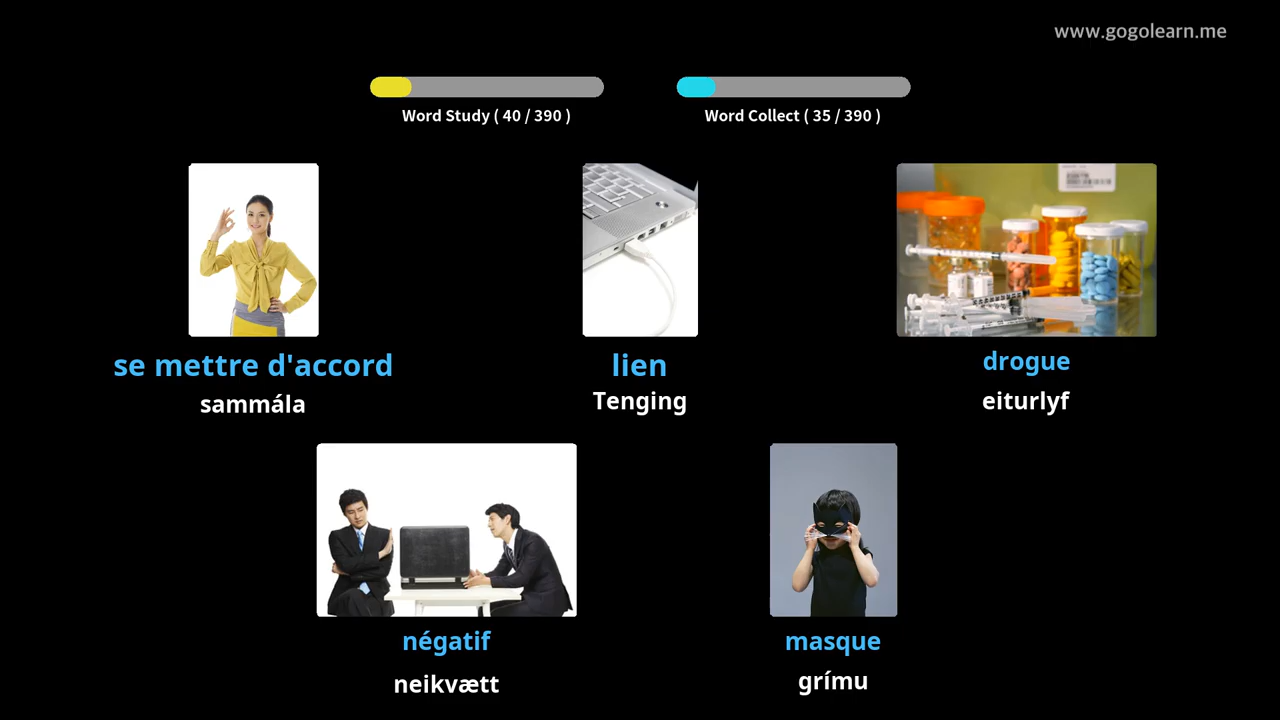 www.gogolearn.me
Word Study ( 40 / 390 )
Word Collect ( 35 / 390 )
se mettre d'accord
sammála
lien
Tenging
drogue
eiturlyf
négatif
neikvætt
masque
grímu